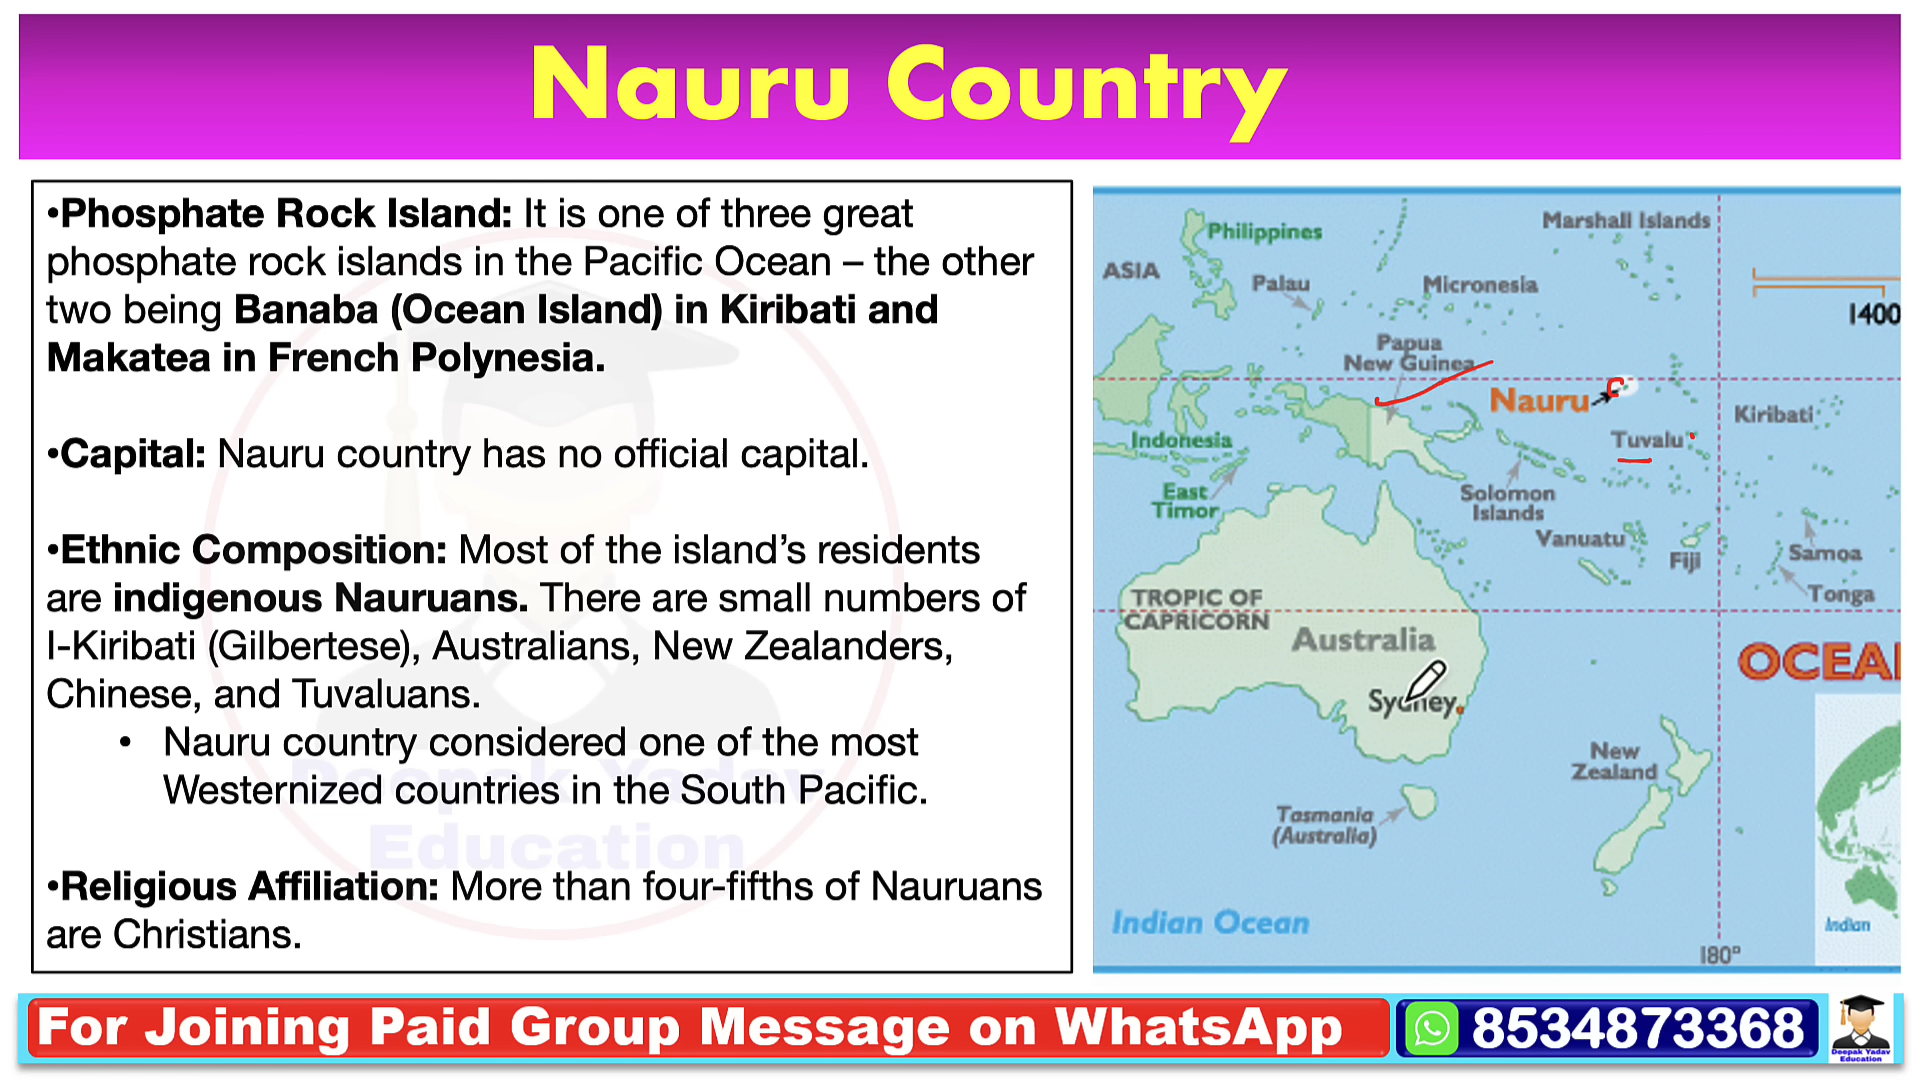 Nauru Country
•Phosphate Rock Island: It is one of three great
phosphate rock islands in the Pacific Ocean – the other
two being Banaba (Ocean Island) in Kiribati and
Makatea in French Polynesia.
•Capital: Nauru country has no official capital.
•Ethnic Composition: Most of the island’s residents
are indigenous Nauruans. There are small numbers of
I-Kiribati (Gilbertese), Australians, New Zealanders,
Chinese, and Tuvaluans.
• Nauru country considered one of the most
Westernized countries in the South Pacific.
•Religious Affiliation: More than four-fifths of Nauruans
are Christians.
Deepak Yadav
Education
Marshall Islands
Philippines
ASIA
Palau
Micronesia
1400
Papua
New Guinea
Nauru
Kiribati
Indonesia
Tuvalu
East
Timor
Solomon
Islands
Vanuatu
Fiji
Samoa
Tonga
TROPIC OF
CAPRICORN
Australia
OCEA
Sydney
New
Zealand
Tasmania
(Australia)
Indian Ocean
Indian
180°
For Joining Paid Group Message on WhatsApp
8534873368
Deepak Yadav
Education